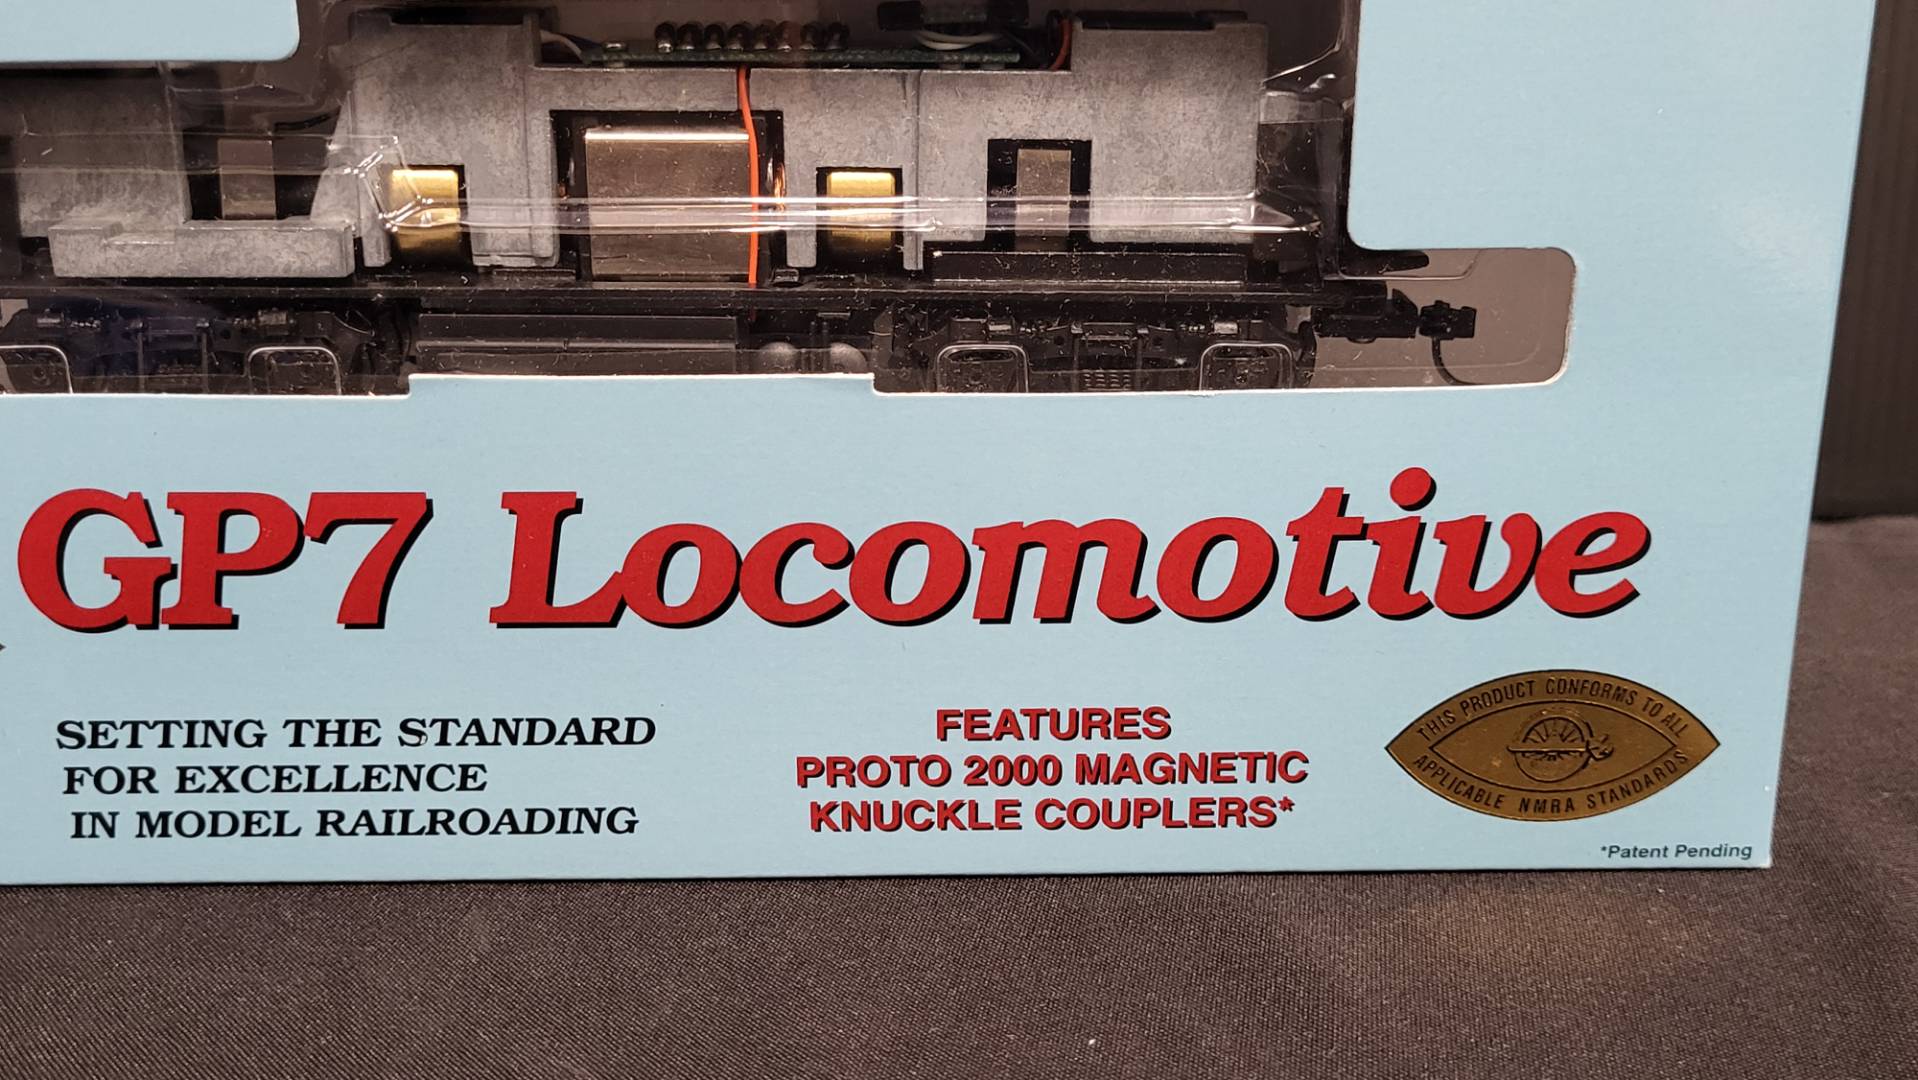 GP7 Locomotive
SETTING THE STANDARD
FOR EXCELLENCE
IN MODEL RAILROADING
FEATURES
PROTO 2000 MAGNETIC
KNUCKLE COUPLERS*
THIS PRODUCT CONFORMS TO ALL
APPLICABLE NMRA STANDARDS
*Patent Pending